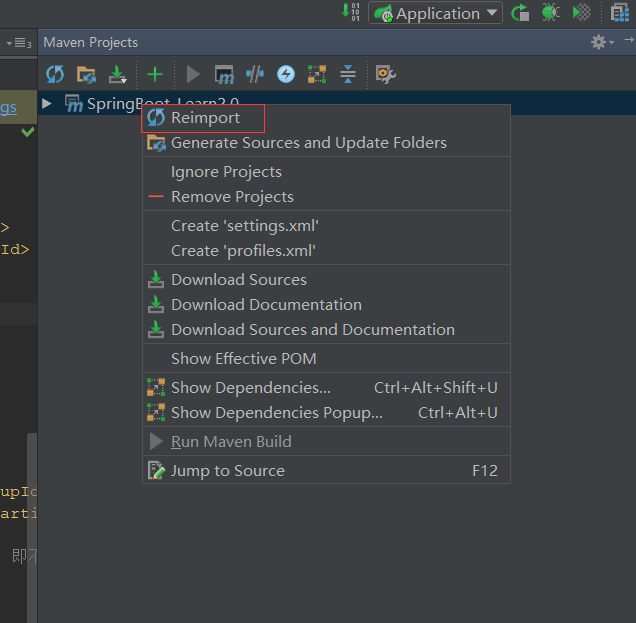 Application
Maven Projects
gs
SpringBoot_Learn2.0
Reimport
Generate Sources and Update Folders
Ignore Projects
Remove Projects
Create 'settings.xml'
Create 'profiles.xml'
>
Id>
Download Sources
Download Documentation
Download Sources and Documentation
Show Effective POM
Show Dependencies... Ctrl+Alt+Shift+U
Show Dependencies Popup... Ctrl+Alt+U
Run Maven Build
Jump to Source F12
upId
arti
即不